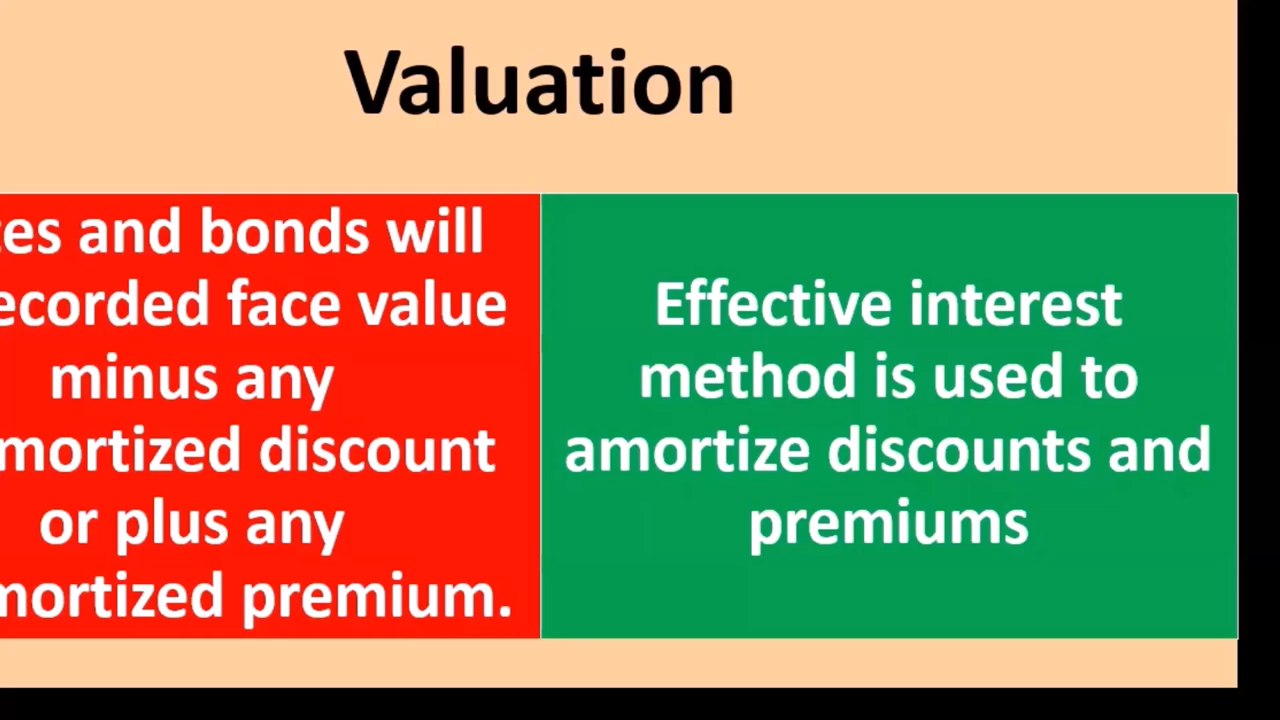 Valuation
tes and bonds will
ecorded face value
minus any
mortized discount
or plus any
mortized premium.
Effective interest
method is used to
amortize discounts and
premiums